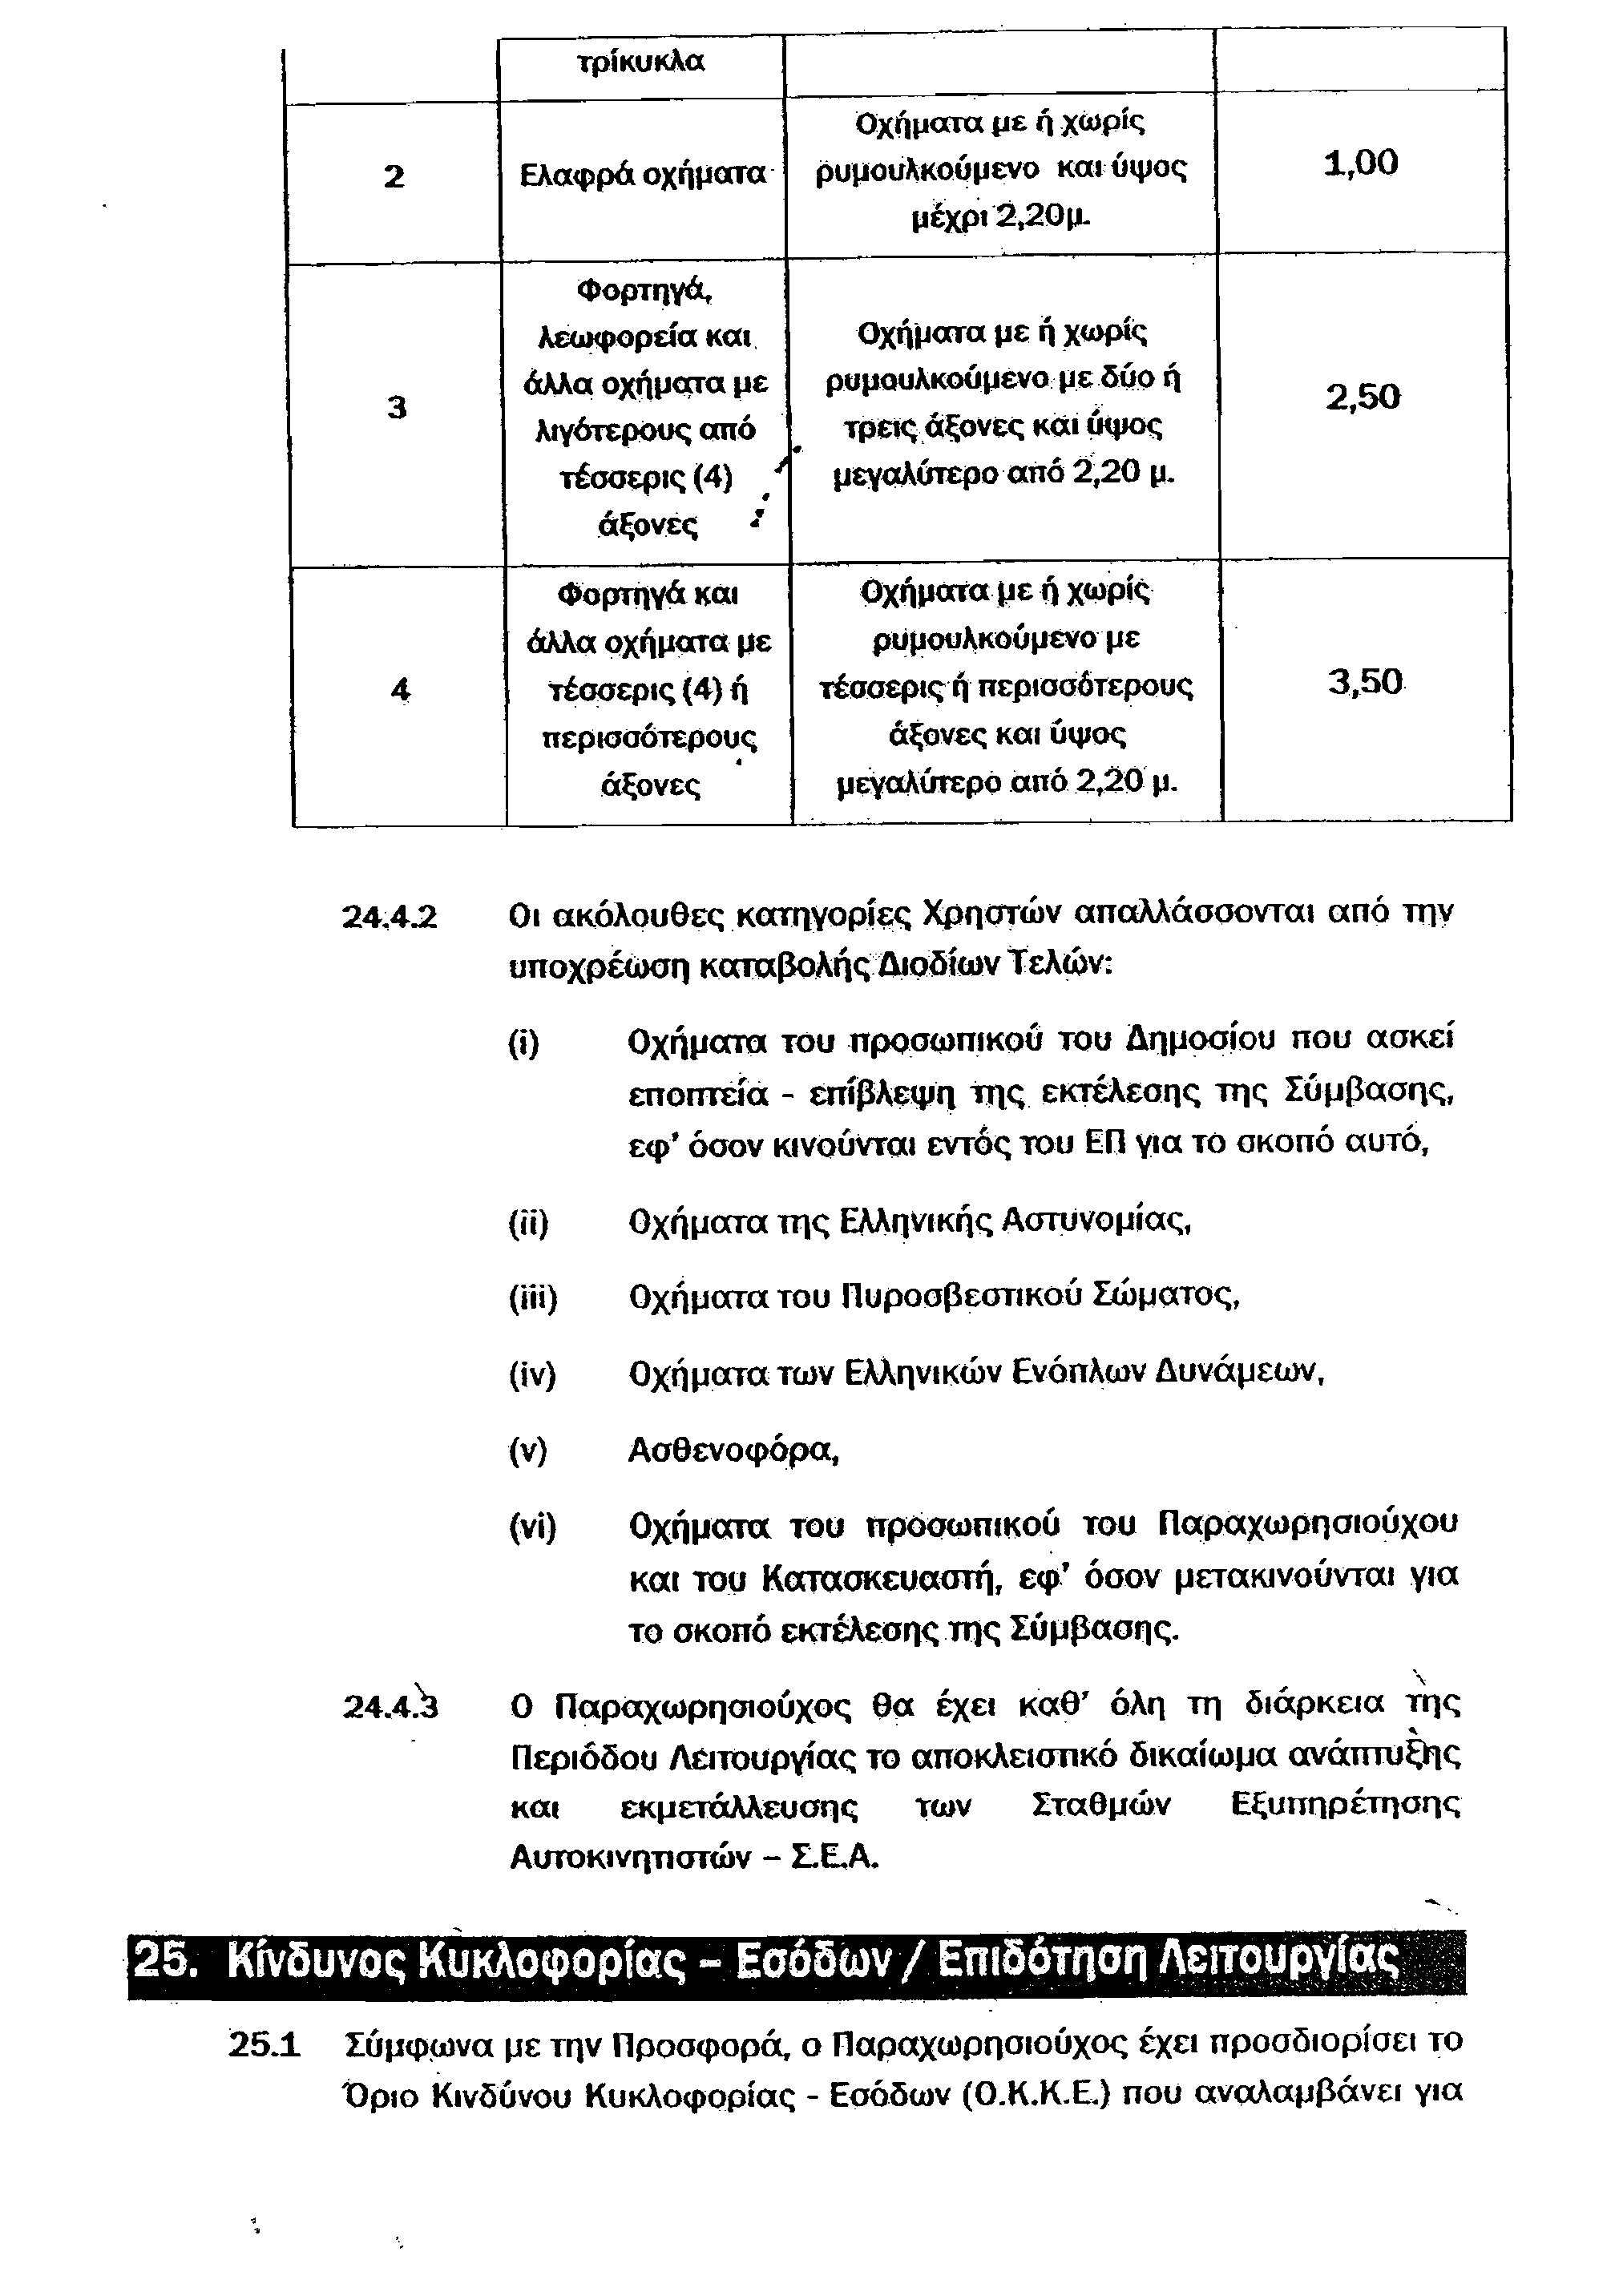 τρίκυκλα
2
Ελαφρά οχήματα
Οχήματα με ή χωρίς
ρυμουλκούμενο και ύψος
μέχρι 2,20μ.
1,00
3
Φορτηγά,
λεωφορεία και
άλλα οχήματα με
λιγότερους από
τέσσερις (4)
άξονες
Οχήματα με ή χωρίς
ρυμουλκούμενο με δύο ή
τρεις άξονες και ύψος
μεγαλύτερο από 2,20 μ.
2,50
4
Φορτηγά και
άλλα οχήματα με
τέσσερις (4) ή
περισσότερους
άξονες
Οχήματα με ή χωρίς
ρυμουλκούμενο με
τέσσερις ή περισσότερους
άξονες και ύψος
μεγαλύτερο από 2,20 μ.
3,50
24.4.2 Οι ακόλουθες κατηγορίες Χρηστών απαλλάσσονται από την
υποχρέωση καταβολής Διοδίων Τελών:
(i) Οχήματα του προσωπικού του Δημοσίου που ασκεί
εποπτεία - επίβλεψη της εκτέλεσης της Σύμβασης,
εφ' όσον κινούνται εντός του ΕΠ για το σκοπό αυτό,
(ii) Οχήματα της Ελληνικής Αστυνομίας,
(iii) Οχήματα του Πυροσβεστικού Σώματος,
(iv) Οχήματα των Ελληνικών Ενόπλων Δυνάμεων,
(v) Ασθενοφόρα,
(vi) Οχήματα του προσωπικού του Παραχωρησιούχου
και του Κατασκευαστή, εφ' όσον μετακινούνται για
το σκοπό εκτέλεσης της Σύμβασης.
24.4.3 Ο Παραχωρησιούχος θα έχει καθ' όλη τη διάρκεια της
Περιόδου Λειτουργίας το αποκλειστικό δικαίωμα ανάπτυξης
και εκμετάλλευσης των Σταθμών Εξυπηρέτησης
Αυτοκινητιστών – Σ.Ε.Α.
25. Κίνδυνος Κυκλοφορίας – Εσόδων / Επιδότηση Λειτουργίας
25.1 Σύμφωνα με την Προσφορά, ο Παραχωρησιούχος έχει προσδιορίσει το
Όριο Κινδύνου Κυκλοφορίας - Εσόδων (Ο.Κ.Κ.Ε.) που αναλαμβάνει για